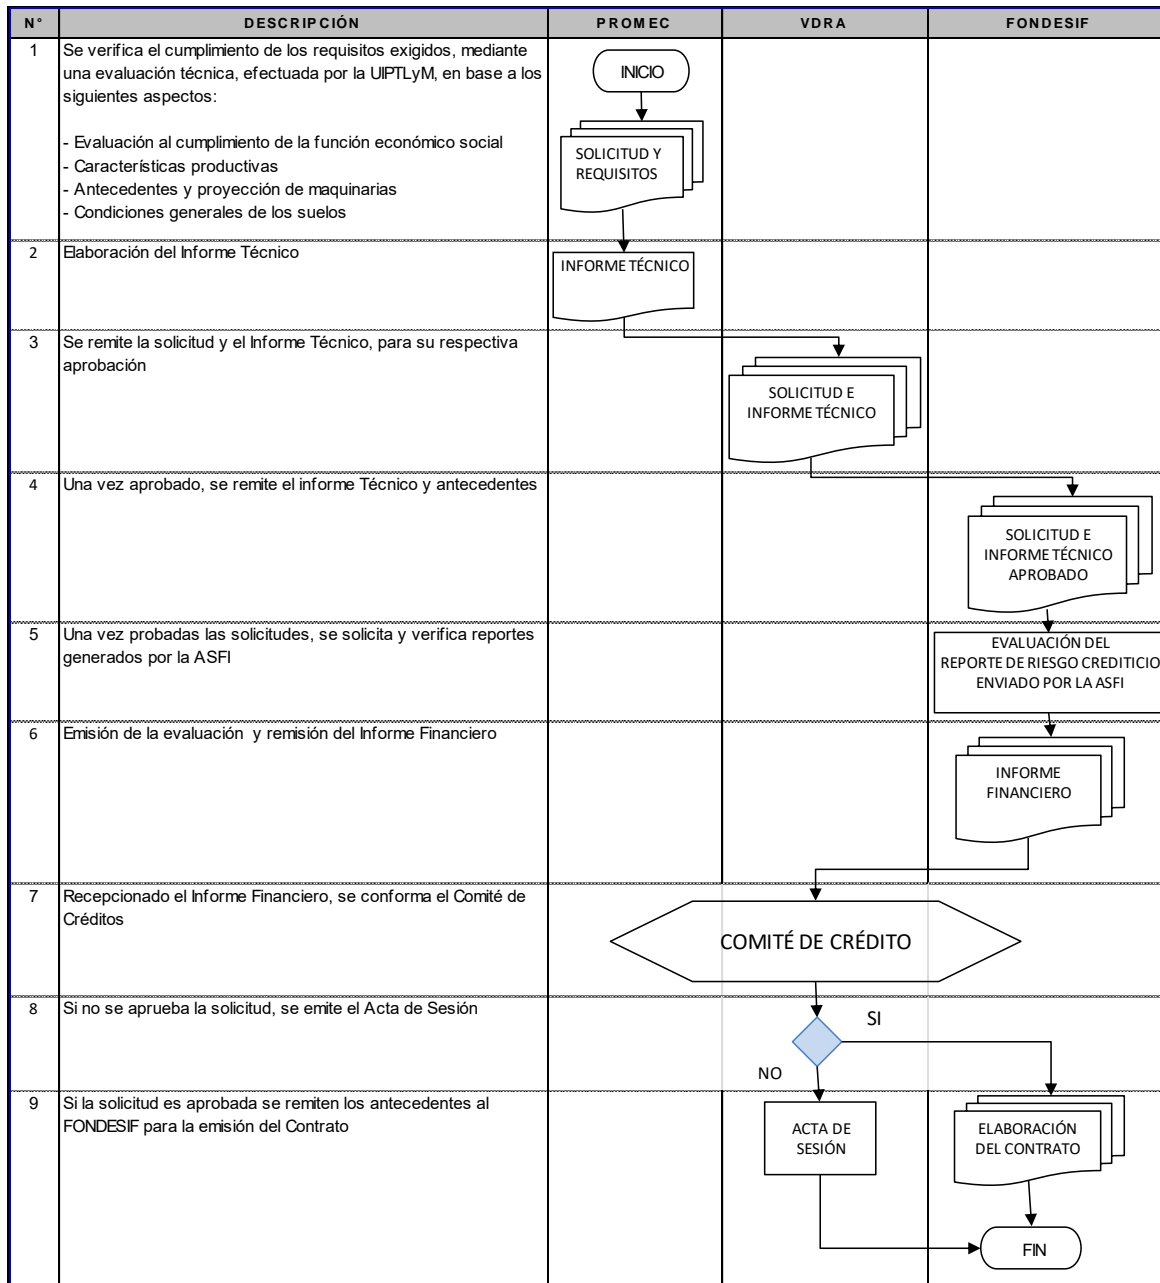 N° DESCRIPCIÓN PROMEC VDRA FONDESIF
1 Se verifica el cumplimiento de los requisitos exigidos, mediante
una evaluación técnica, efectuada por la UIPTLyM, en base a los
siguientes aspectos:
- Evaluación al cumplimiento de la función económico social
- Características productivas
- Antecedentes y proyección de maquinarias
- Condiciones generales de los suelos
INICIO
SOLICITUD Y
REQUISITOS
2 Elaboración del Informe Técnico
INFORME TÉCNICO
3 Se remite la solicitud y el Informe Técnico, para su respectiva
aprobación
SOLICITUD E
INFORME TÉCNICO
4 Una vez aprobado, se remite el informe Técnico y antecedentes
SOLICITUD E
INFORME TÉCNICO
APROBADO
5 Una vez probadas las solicitudes, se solicita y verifica reportes
generados por la ASFI
EVALUACIÓN DEL
REPORTE DE RIESGO CREDITICIO
ENVIADO POR LA ASFI
6 Emisión de la evaluación y remisión del Informe Financiero
INFORME
FINANCIERO
7 Recepcionado el Informe Financiero, se conforma el Comité de
Créditos
COMITÉ DE CRÉDITO
8 Si no se aprueba la solicitud, se emite el Acta de Sesión
SI
NO
9 Si la solicitud es aprobada se remiten los antecedentes al
FONDESIF para la emisión del Contrato
ACTA DE
SESIÓN
ELABORACIÓN
DEL CONTRATO
FIN